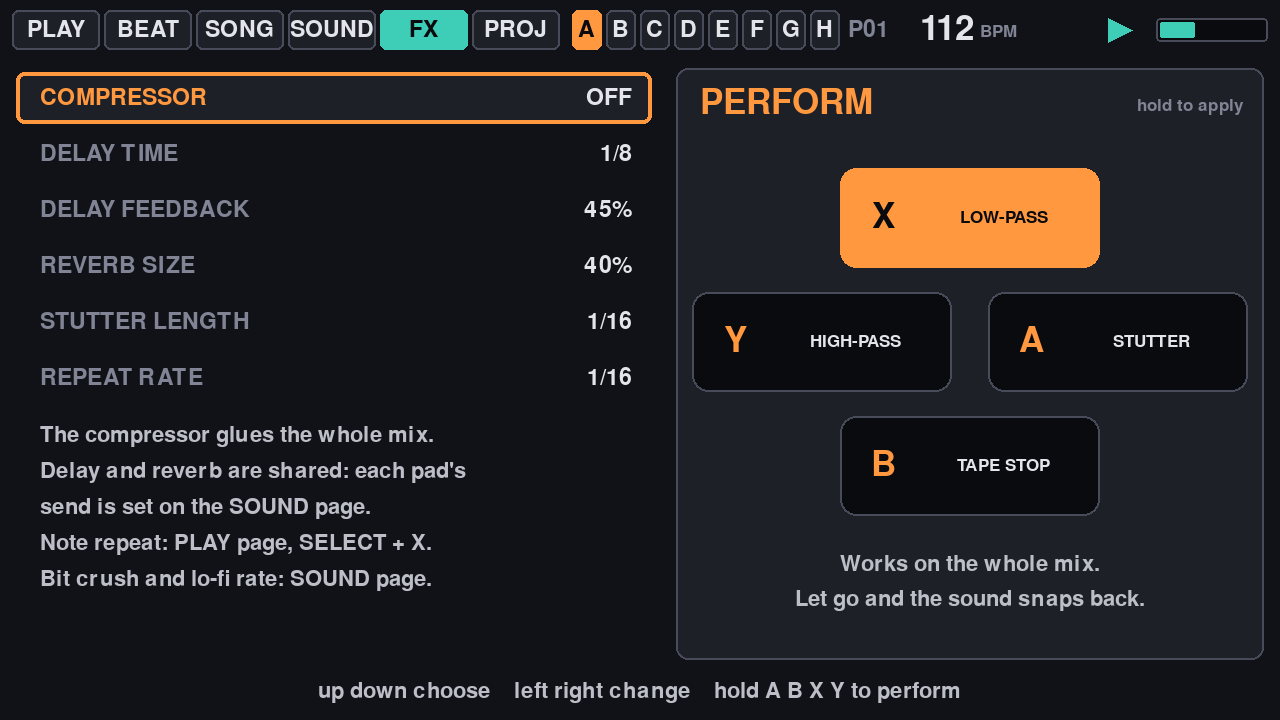 PLAY BEAT SONG SOUND FX PROJ A B C D E F G H P01 112 BPM
COMPRESSOR OFF
DELAY TIME 1/8
DELAY FEEDBACK 45%
REVERB SIZE 40%
STUTTER LENGTH 1/16
REPEAT RATE 1/16
The compressor glues the whole mix.
Delay and reverb are shared: each pad's
send is set on the SOUND page.
Note repeat: PLAY page, SELECT + X.
Bit crush and lo-fi rate: SOUND page.
PERFORM hold to apply
X LOW-PASS
Y HIGH-PASS A STUTTER
B TAPE STOP
Works on the whole mix.
Let go and the sound snaps back.
up down choose left right change hold A B X Y to perform